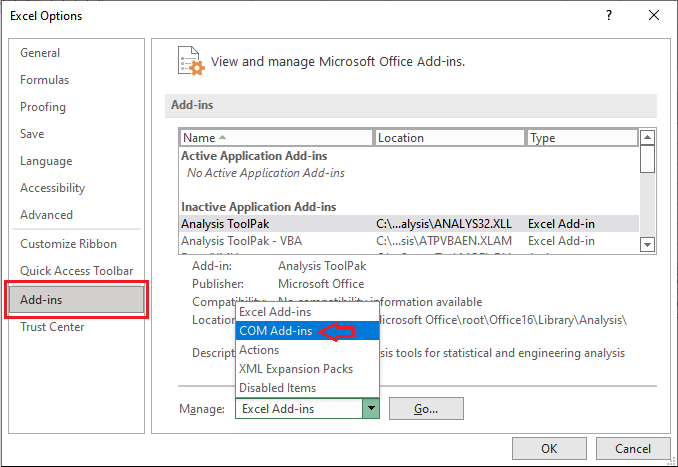 Excel Options
?
General
Formulas
Proofing
Save
Language
Accessibility
Advanced
Customize Ribbon
Quick Access Toolbar
Add-ins
Trust Center
View and manage Microsoft Office Add-ins.
Add-ins
Name Location Type
Active Application Add-ins
No Active Application Add-ins
Inactive Application Add-ins
Analysis ToolPak C:\...alysis\ANALYS32.XLL Excel Add-in
Analysis ToolPak - VBA C:\...sis\ATPVBAEN.XLAM Excel Add-in
Add-in: Analysis ToolPak
Publisher: Microsoft Office
Compatibility: No compatibility information available
Location icrosoft Office\root\Office16\Library\Analysis\
Descript sis tools for statistical and engineering analysis
Excel Add-ins
COM Add-ins
Actions
XML Expansion Packs
Disabled Items
Manage: Excel Add-ins Go...
OK Cancel